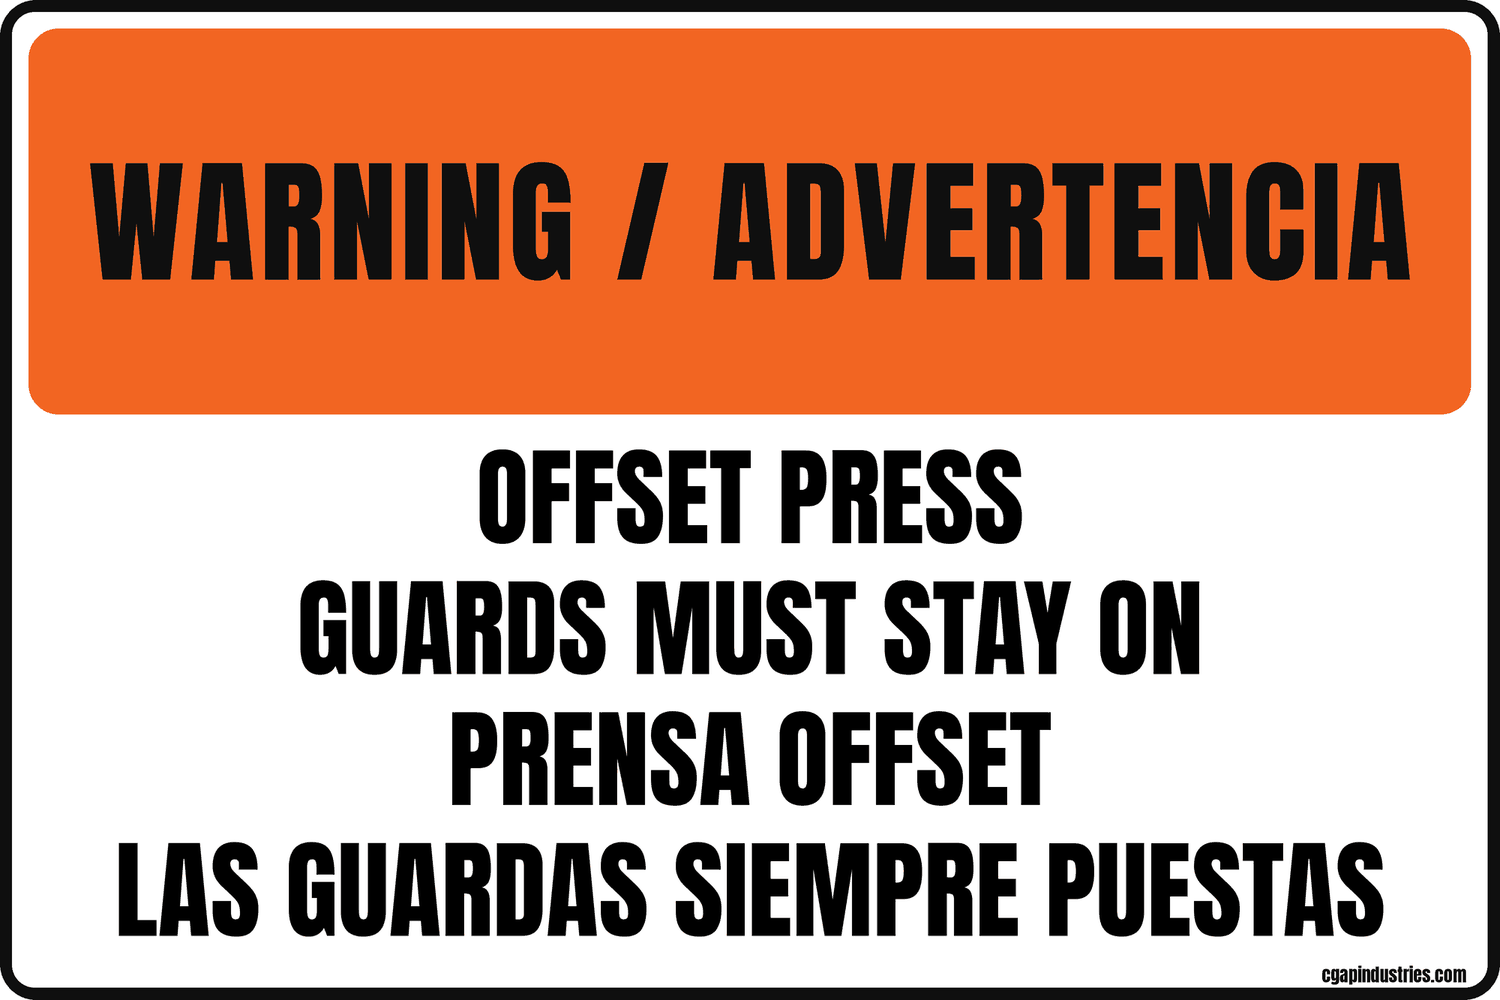 WARNING / ADVERTENCIA
OFFSET PRESS
GUARDS MUST STAY ON
PRENSA OFFSET
LAS GUARDAS SIEMPRE PUESTAS
cgapindustries.com